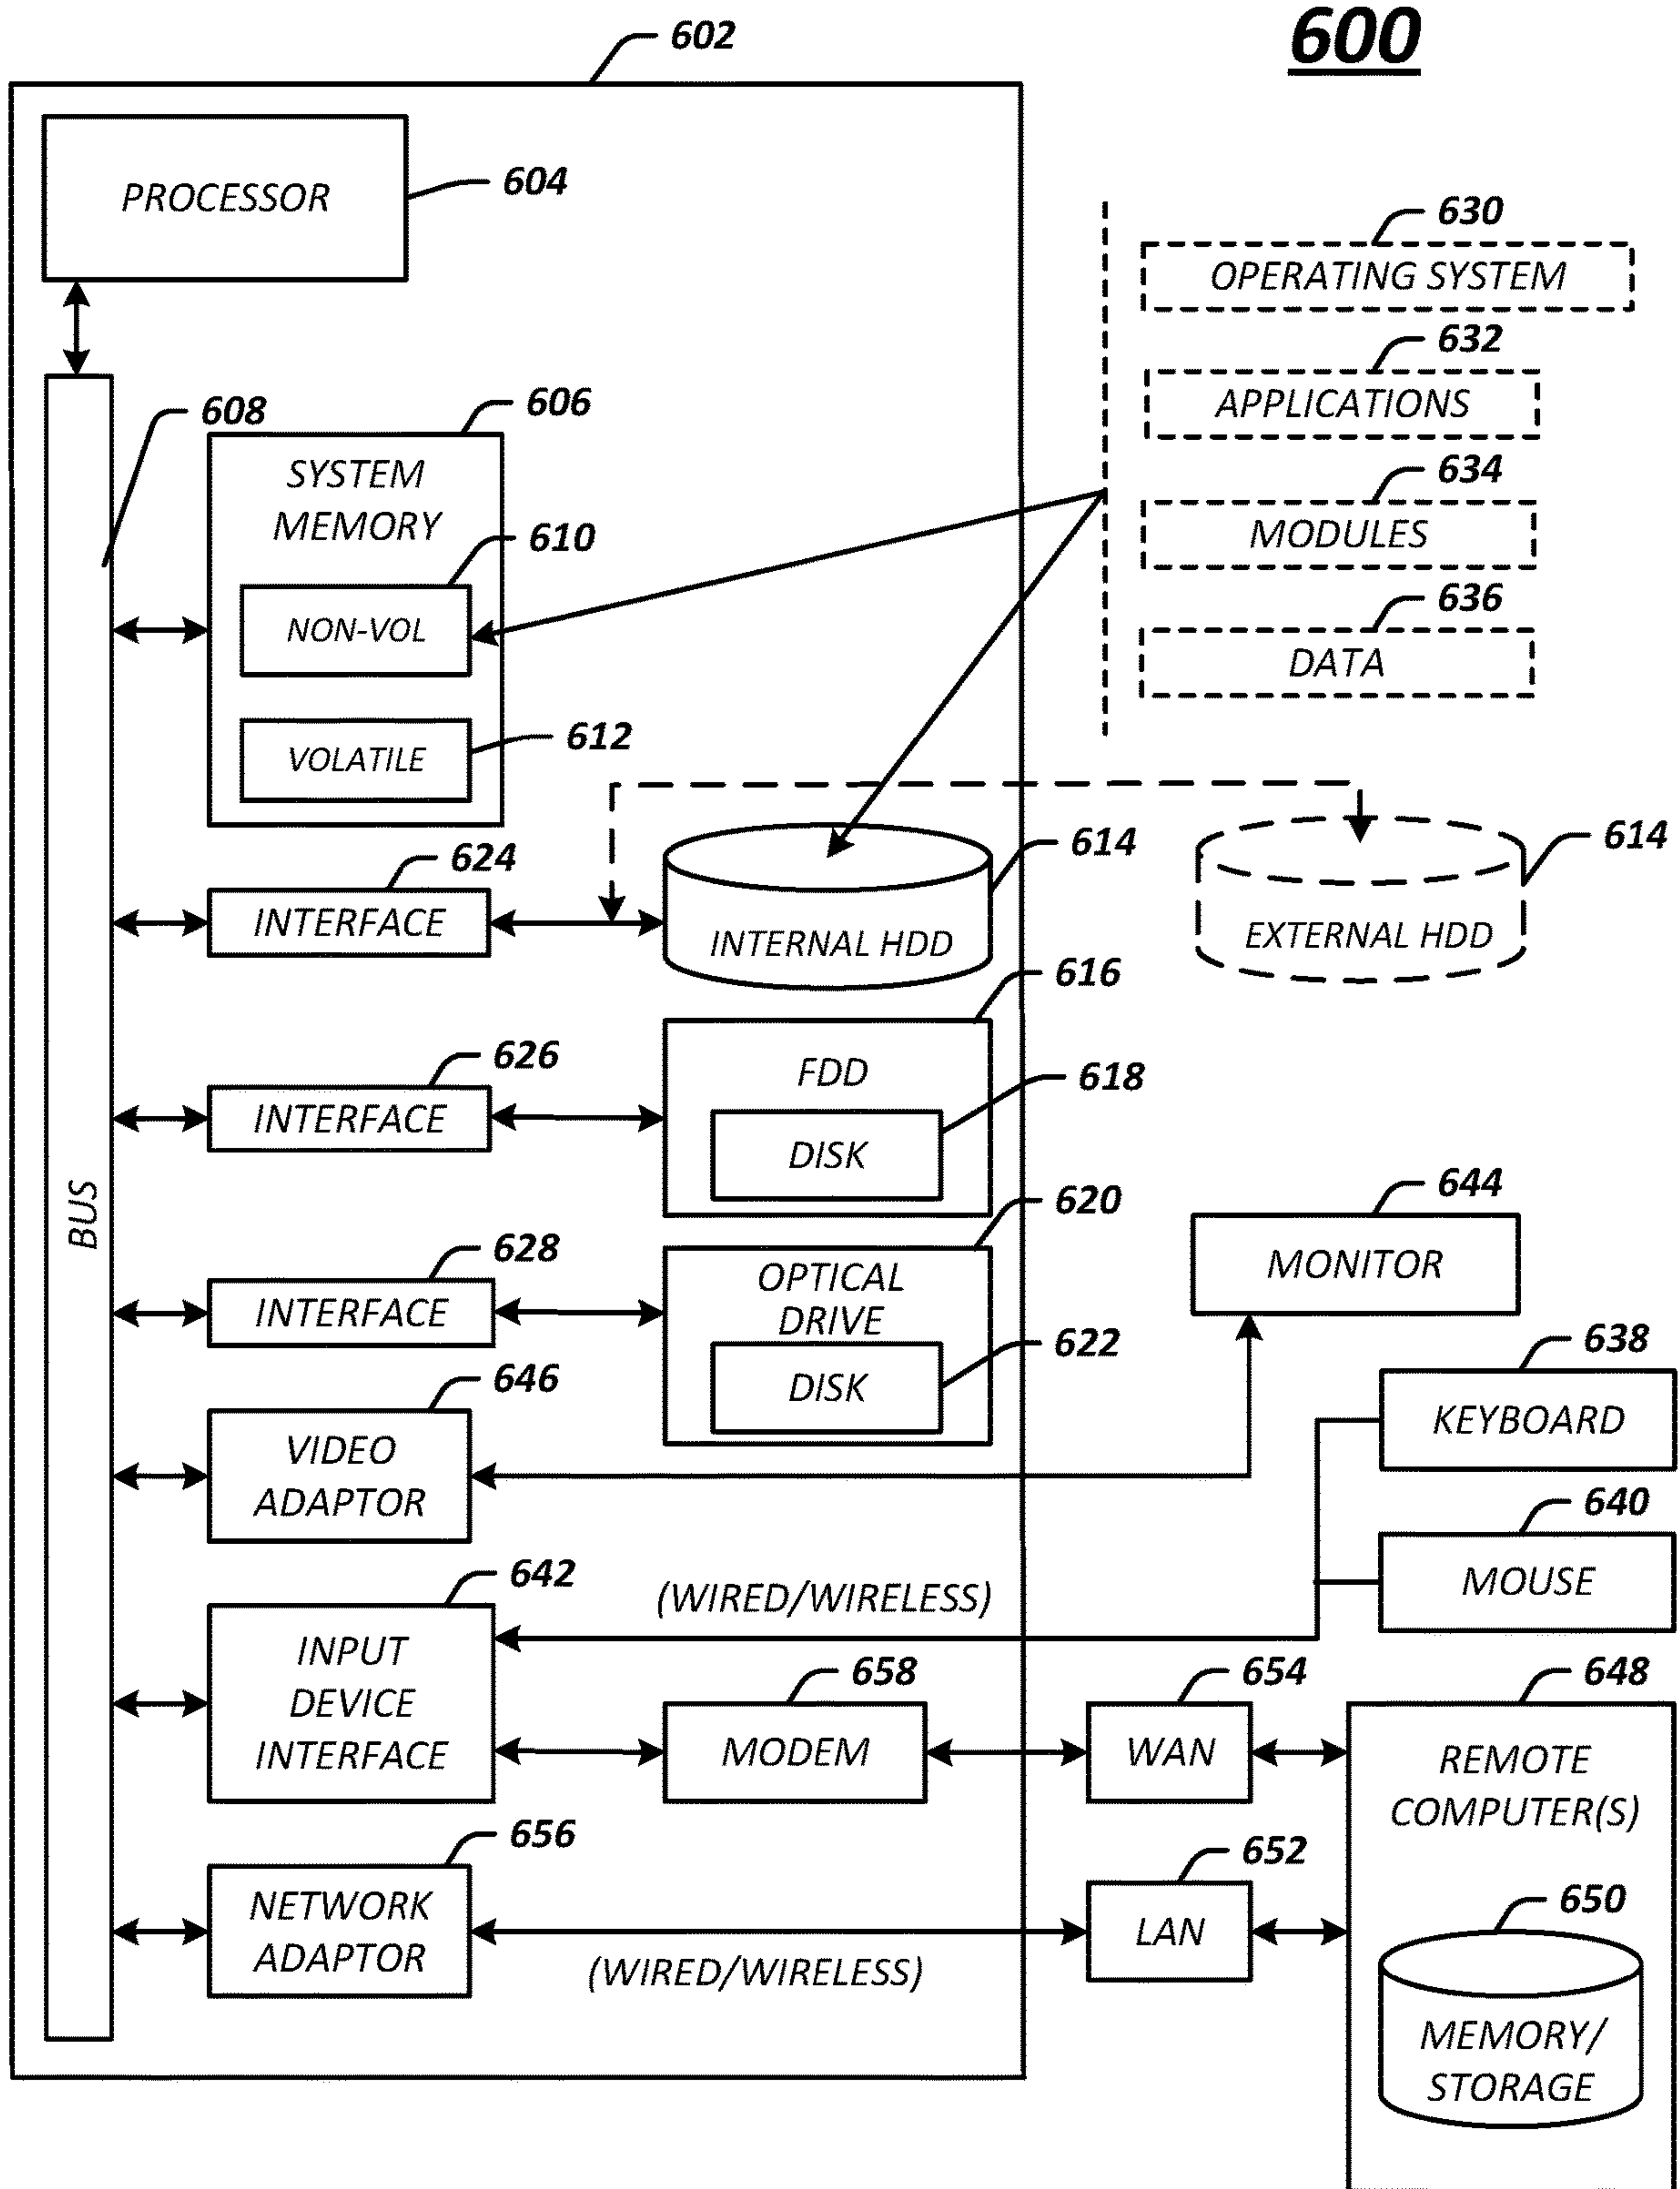 600
602
PROCESSOR
604
630
OPERATING SYSTEM
632
APPLICATIONS
634
MODULES
636
DATA
608
BUS
606
SYSTEM
MEMORY
610
NON-VOL
612
VOLATILE
624
INTERFACE
614
INTERNAL HDD
614
EXTERNAL HDD
616
FDD
618
DISK
626
INTERFACE
620
OPTICAL
DRIVE
622
DISK
628
INTERFACE
644
MONITOR
646
VIDEO
ADAPTOR
638
KEYBOARD
640
MOUSE
642
INPUT
DEVICE
INTERFACE
(WIRED/WIRELESS)
658
MODEM
654
WAN
648
REMOTE
COMPUTER(S)
656
NETWORK
ADAPTOR
(WIRED/WIRELESS)
652
LAN
650
MEMORY/
STORAGE